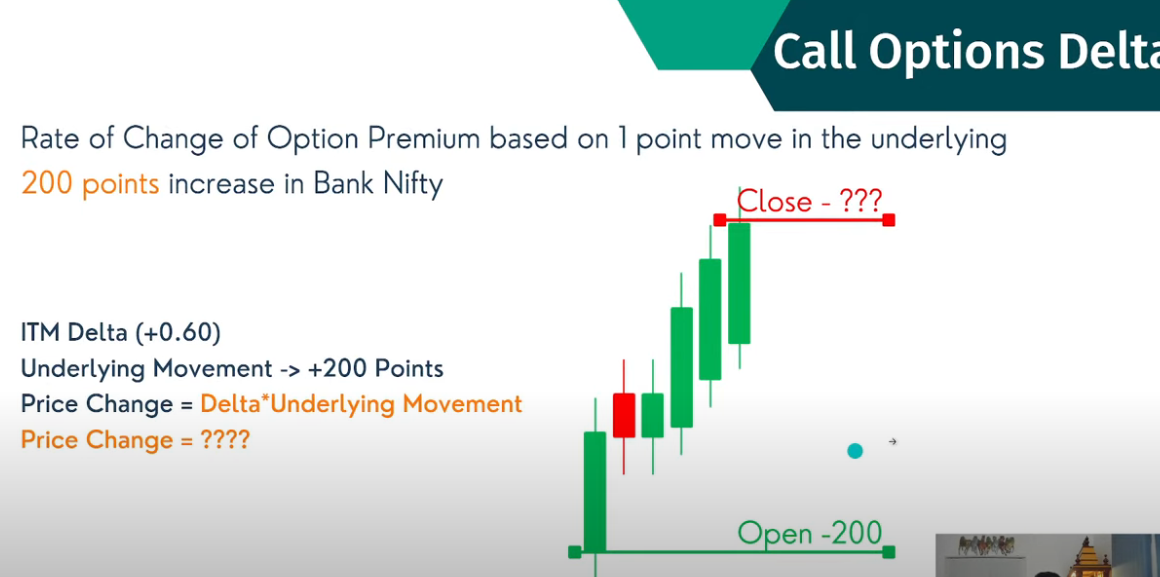 Call Options Delta
Rate of Change of Option Premium based on 1 point move in the underlying
200 points increase in Bank Nifty
Close - ???
ITM Delta (+0.60)
Underlying Movement -> +200 Points
Price Change = Delta*Underlying Movement
Price Change = ????
Open -200